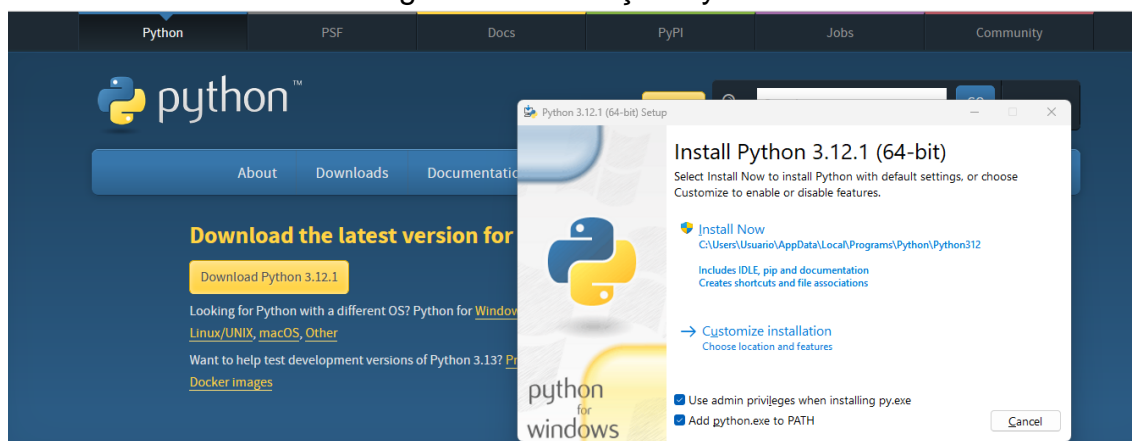 Python PSF Docs PyPI Jobs Community
python™
About Downloads
Download the latest version for
Download Python 3.12.1
Looking for Python with a different OS? Python for
Linux/UNIX, macOS, Other
Want to help test development versions of Python 3.13?
Docker images
Python 3.12.1 (64-bit) Setup
Install Python 3.12.1 (64-bit)
Select Install Now to install Python with default settings, or choose
Customize to enable or disable features.
Install Now
C:\Users\Usuario\AppData\Local\Programs\Python\Python312
Includes IDLE, pip and documentation
Creates shortcuts and file associations
Customize installation
Choose location and features
Use admin privileges when installing py.exe
Add python.exe to PATH
Cancel
python
for
windows